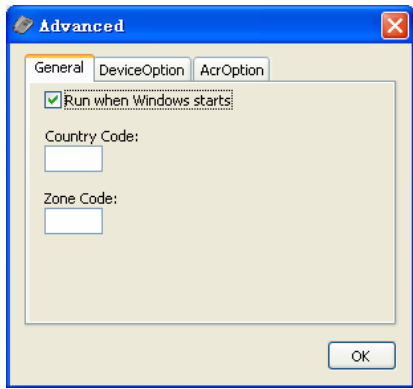 Advanced
General DeviceOption AcrOption
Run when Windows starts
Country Code:
Zone Code:
OK